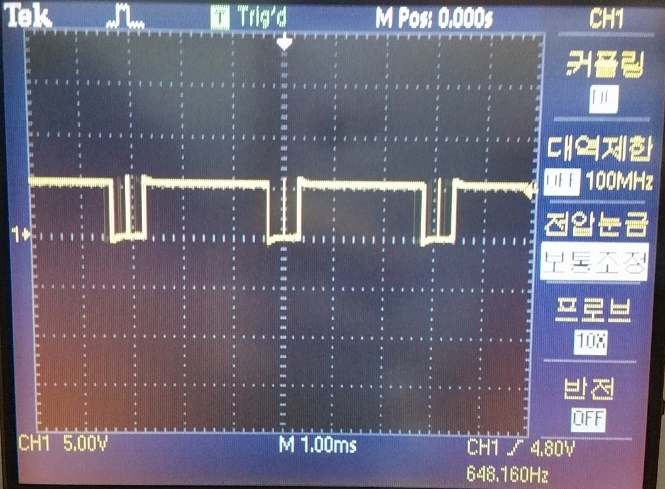 Tek T Trig'd M Pos: 0.000s CH1
커플링
DC
대역제한
OFF 100MHz
전압눈금
보통조정
프로브
10X
반전
OFF
1
CH1 5.00V M 1.00ms CH1 4.80V
648.160Hz